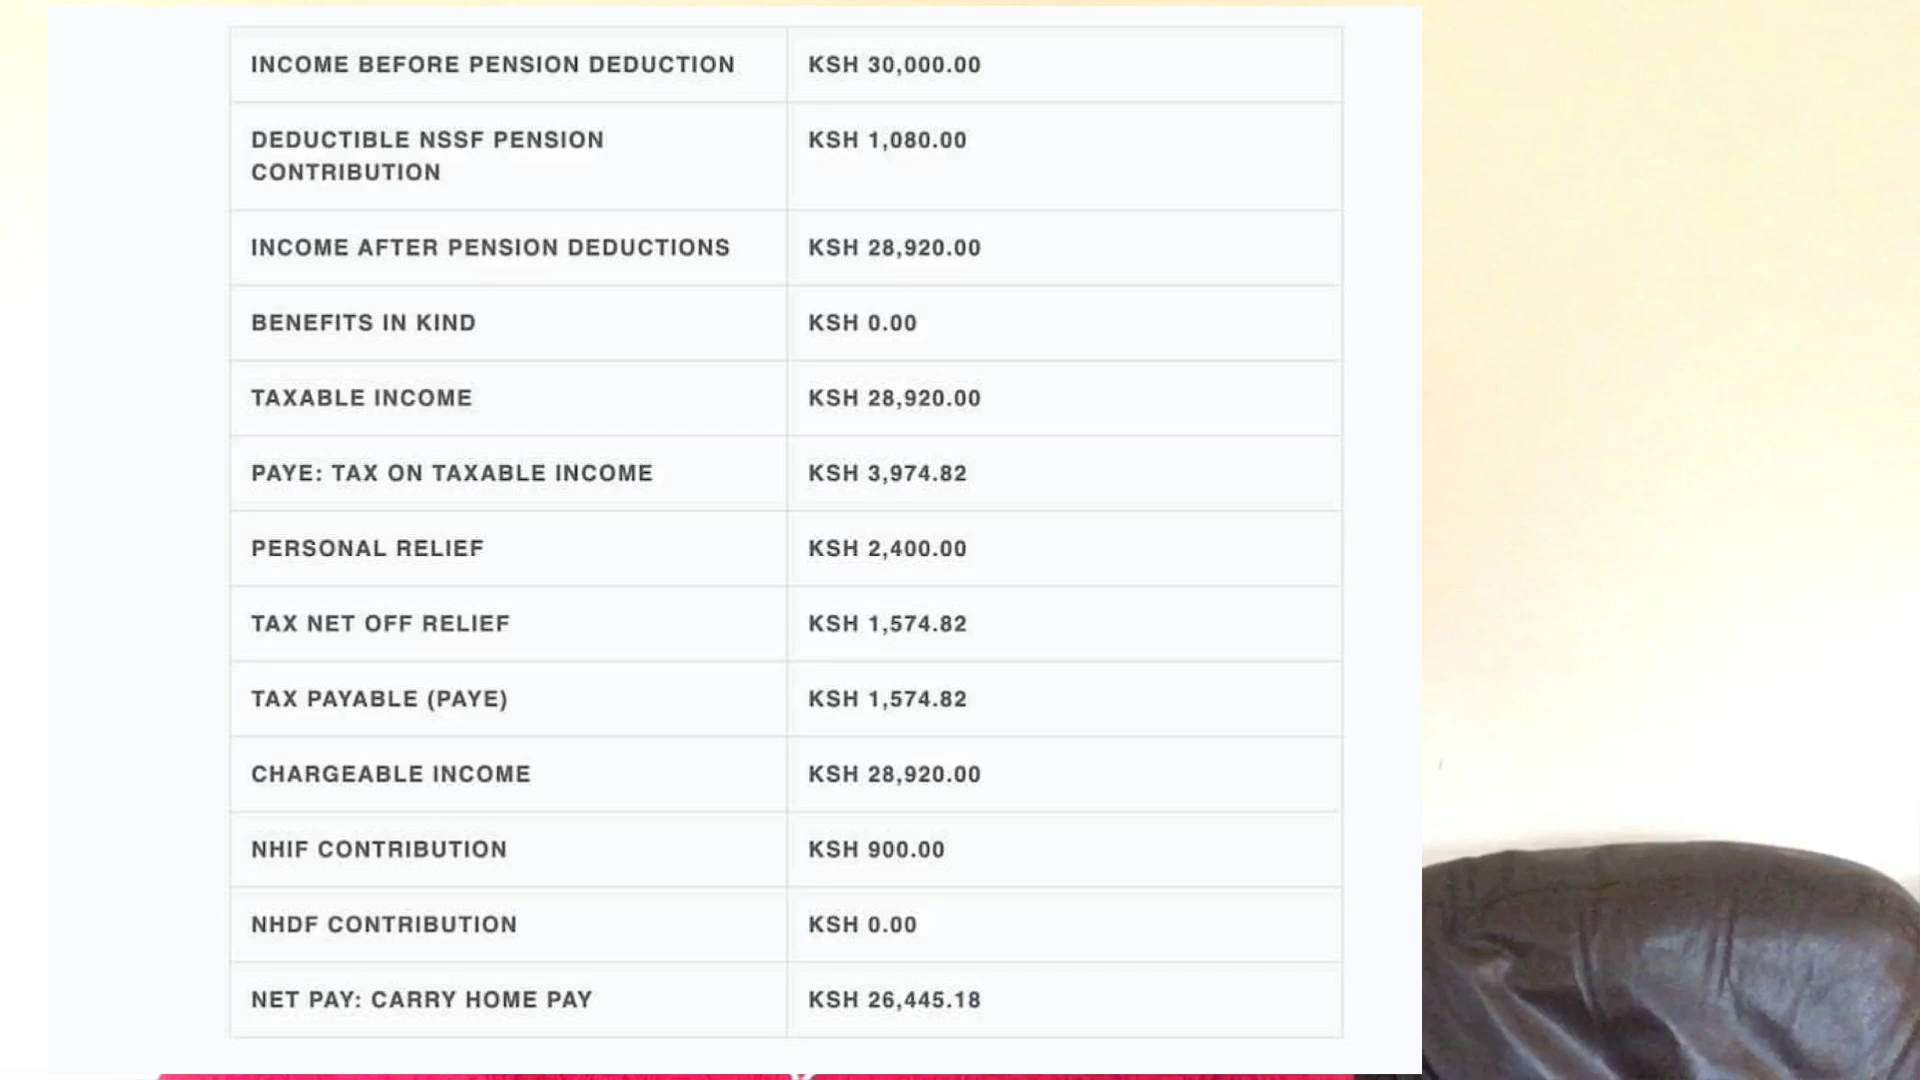 INCOME BEFORE PENSION DEDUCTION KSH 30,000.00
DEDUCTIBLE NSSF PENSION KSH 1,080.00
CONTRIBUTION
INCOME AFTER PENSION DEDUCTIONS KSH 28,920.00
BENEFITS IN KIND KSH 0.00
TAXABLE INCOME KSH 28,920.00
PAYE: TAX ON TAXABLE INCOME KSH 3,974.82
PERSONAL RELIEF KSH 2,400.00
TAX NET OFF RELIEF KSH 1,574.82
TAX PAYABLE (PAYE) KSH 1,574.82
CHARGEABLE INCOME KSH 28,920.00
NHIF CONTRIBUTION KSH 900.00
NHDF CONTRIBUTION KSH 0.00
NET PAY: CARRY HOME PAY KSH 26,445.18